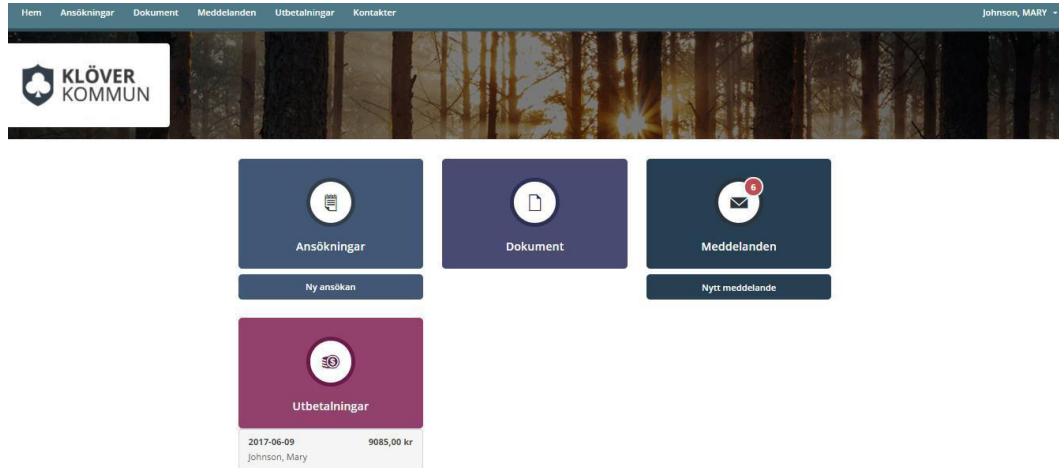 Hem Ansökningar Dokument Meddelanden Utbetalningar Kontakter Johnson, MARY
KLÖVER
KOMMUN
6
Ansökningar Dokument Meddelanden
Ny ansökan Nytt meddelande
Utbetalningar
2017-06-09 9085,00 kr
Johnson, Mary